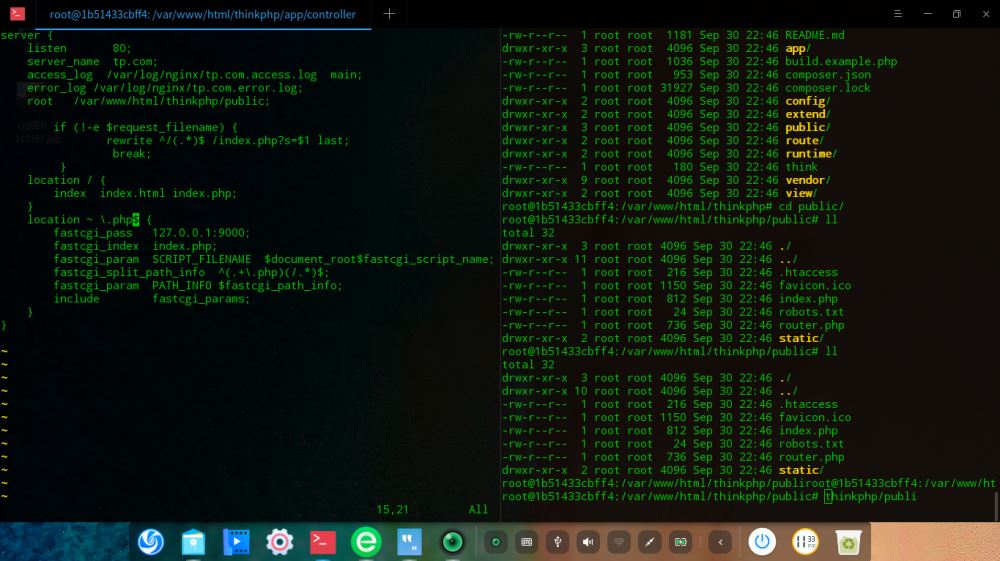 root@1b51433cbff4: /var/www/html/thinkphp/app/controller
server {
listen 80;
server_name tp.com;
access_log /var/log/nginx/tp.com.access.log main;
error_log /var/log/nginx/tp.com.error.log;
root /var/www/html/thinkphp/public;
if (!-e $request_filename) {
rewrite ^/(.*)$ /index.php?s=$1 last;
break;
}
location / {
index index.html index.php;
}
location ~ \.php$ {
fastcgi_pass 127.0.0.1:9000;
fastcgi_index index.php;
fastcgi_param SCRIPT_FILENAME $document_root$fastcgi_script_name;
fastcgi_split_path_info ^(.+\.php)(/.*)$;
fastcgi_param PATH_INFO $fastcgi_path_info;
include fastcgi_params;
}
}
~
~
~
~
~
~
~
~
~
~
~
~
15,21 All
-rw-r--r-- 1 root root 1181 Sep 30 22:46 README.md
drwxr-xr-x 3 root root 4096 Sep 30 22:46 app/
-rw-r--r-- 1 root root 1036 Sep 30 22:46 build.example.php
-rw-r--r-- 1 root root 953 Sep 30 22:46 composer.json
-rw-r--r-- 1 root root 31927 Sep 30 22:46 composer.lock
drwxr-xr-x 2 root root 4096 Sep 30 22:46 config/
drwxr-xr-x 2 root root 4096 Sep 30 22:46 extend/
drwxr-xr-x 3 root root 4096 Sep 30 22:46 public/
drwxr-xr-x 2 root root 4096 Sep 30 22:46 route/
drwxr-xr-x 2 root root 4096 Sep 30 22:46 runtime/
-rw-r--r-- 1 root root 180 Sep 30 22:46 think
drwxr-xr-x 9 root root 4096 Sep 30 22:46 vendor/
drwxr-xr-x 2 root root 4096 Sep 30 22:46 view/
root@1b51433cbff4:/var/www/html/thinkphp# cd public/
root@1b51433cbff4:/var/www/html/thinkphp/public# ll
total 32
drwxr-xr-x 3 root root 4096 Sep 30 22:46 ./
drwxr-xr-x 11 root root 4096 Sep 30 22:46 ../
-rw-r--r-- 1 root root 216 Sep 30 22:46 .htaccess
-rw-r--r-- 1 root root 1150 Sep 30 22:46 favicon.ico
-rw-r--r-- 1 root root 812 Sep 30 22:46 index.php
-rw-r--r-- 1 root root 24 Sep 30 22:46 robots.txt
-rw-r--r-- 1 root root 736 Sep 30 22:46 router.php
drwxr-xr-x 2 root root 4096 Sep 30 22:46 static/
root@1b51433cbff4:/var/www/html/thinkphp/public# ll
total 32
drwxr-xr-x 3 root root 4096 Sep 30 22:46 ./
drwxr-xr-x 10 root root 4096 Sep 30 22:46 ../
-rw-r--r-- 1 root root 216 Sep 30 22:46 .htaccess
-rw-r--r-- 1 root root 1150 Sep 30 22:46 favicon.ico
-rw-r--r-- 1 root root 812 Sep 30 22:46 index.php
-rw-r--r-- 1 root root 24 Sep 30 22:46 robots.txt
-rw-r--r-- 1 root root 736 Sep 30 22:46 router.php
drwxr-xr-x 2 root root 4096 Sep 30 22:46 static/
root@1b51433cbff4:/var/www/html/thinkphp/publiroot@1b51433cbff4:/var/www/ht
root@1b51433cbff4:/var/www/html/thinkphp/public# thinkphp/publi